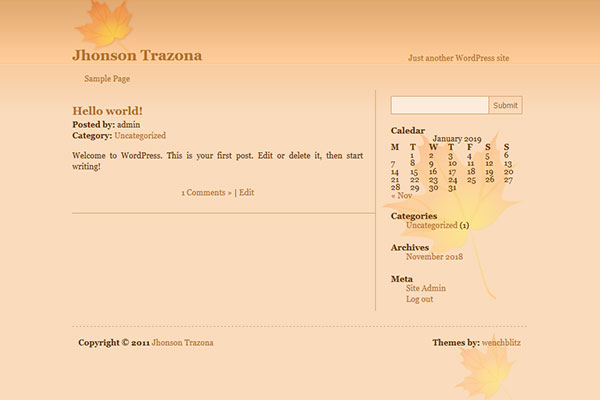 Jhonson Trazona
Just another WordPress site
Sample Page
Hello world!
Posted by: admin
Category: Uncategorized
Welcome to WordPress. This is your first post. Edit or delete it, then start
writing!
1 Comments » | Edit
Submit
Caledar
January 2019
M T W T F S S
1 2 3 4 5 6
7 8 9 10 11 12 13
14 15 16 17 18 19 20
21 22 23 24 25 26 27
28 29 30 31
« Nov
Categories
Uncategorized (1)
Archives
November 2018
Meta
Site Admin
Log out
Copyright © 2011 Jhonson Trazona
Themes by: wenchblitz